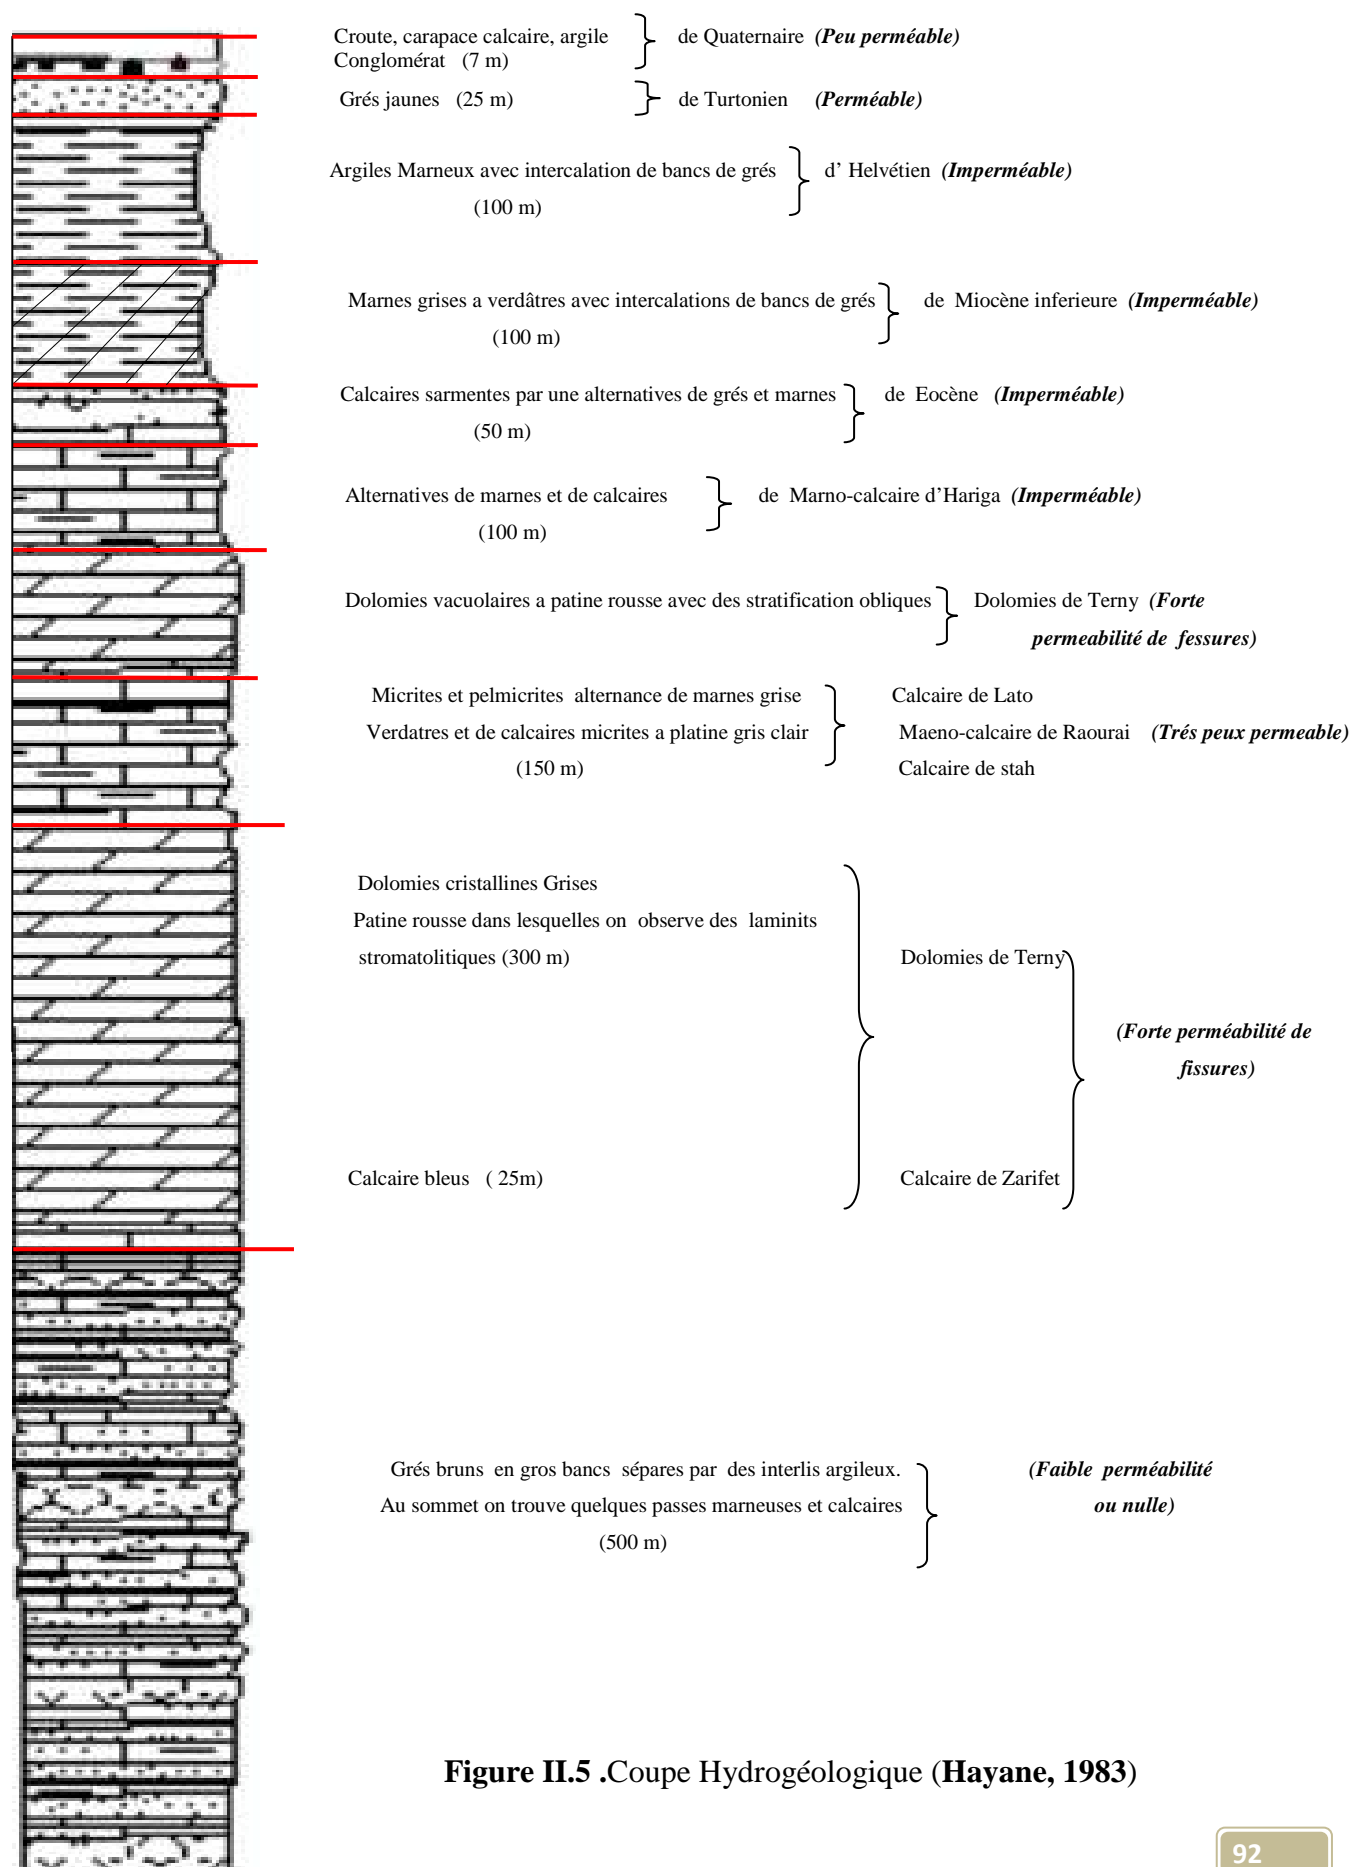 Croute, carapace calcaire, argile de Quaternaire (Peu perméable)
Conglomérat (7 m)
Grés jaunes (25 m) de Turtonien (Perméable)
Argiles Marneux avec intercalation de bancs de grés d' Helvétien (Imperméable)
(100 m)
Marnes grises a verdâtres avec intercalations de bancs de grés de Miocène inferieure (Imperméable)
(100 m)
Calcaires sarmentes par une alternatives de grés et marnes de Eocène (Imperméable)
(50 m)
Alternatives de marnes et de calcaires de Marno-calcaire d'Hariga (Imperméable)
(100 m)
Dolomies vacuolaires a patine rousse avec des stratification obliques Dolomies de Terny (Forte
permeabilité de fessures)
Micrites et pelmicrites alternance de marnes grise Calcaire de Lato
Verdatres et de calcaires micrites a platine gris clair Maeno-calcaire de Raourai (Trés peux permeable)
(150 m) Calcaire de stah
Dolomies cristallines Grises
Patine rousse dans lesquelles on observe des laminits
stromatolitiques (300 m) Dolomies de Terny
(Forte perméabilité de
fissures)
Calcaire bleus ( 25m) Calcaire de Zarifet
Grés bruns en gros bancs sépares par des interlis argileux. (Faible perméabilité
Au sommet on trouve quelques passes marneuses et calcaires ou nulle)
(500 m)
Figure II.5 .Coupe Hydrogéologique (Hayane, 1983)
92